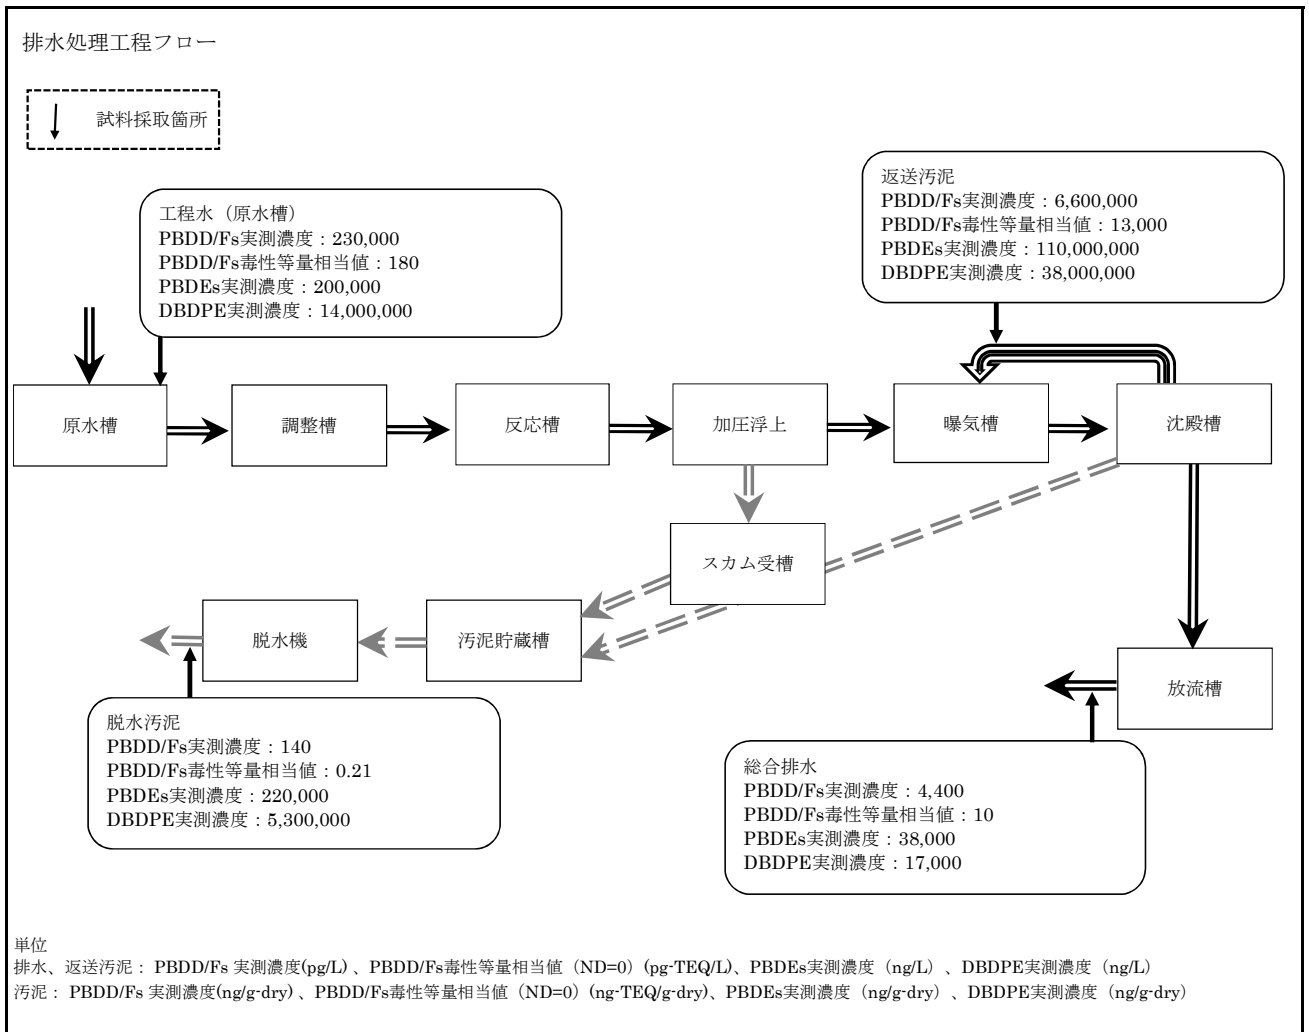 排水処理工程フロー
試料採取箇所
工程水（原水槽）
PBDD/Fs実測濃度：230,000
PBDD/Fs毒性等量相当値：180
PBDEs実測濃度：200,000
DBDPE実測濃度：14,000,000
返送汚泥
PBDD/Fs実測濃度：6,600,000
PBDD/Fs毒性等量相当値：13,000
PBDEs実測濃度：110,000,000
DBDPE実測濃度：38,000,000
原水槽
調整槽
反応槽
加圧浮上
曝気槽
沈殿槽
スカム受槽
脱水機
汚泥貯蔵槽
放流槽
脱水汚泥
PBDD/Fs実測濃度：140
PBDD/Fs毒性等量相当値：0.21
PBDEs実測濃度：220,000
DBDPE実測濃度：5,300,000
総合排水
PBDD/Fs実測濃度：4,400
PBDD/Fs毒性等量相当値：10
PBDEs実測濃度：38,000
DBDPE実測濃度：17,000
単位
排水、返送汚泥： PBDD/Fs 実測濃度(pg/L) 、PBDD/Fs毒性等量相当値（ND=0）(pg-TEQ/L)、PBDEs実測濃度（ng/L）、DBDPE実測濃度（ng/L）
汚泥： PBDD/Fs 実測濃度(ng/g-dry) 、PBDD/Fs毒性等量相当値（ND=0）(ng-TEQ/g-dry)、PBDEs実測濃度（ng/g-dry）、DBDPE実測濃度（ng/g-dry）